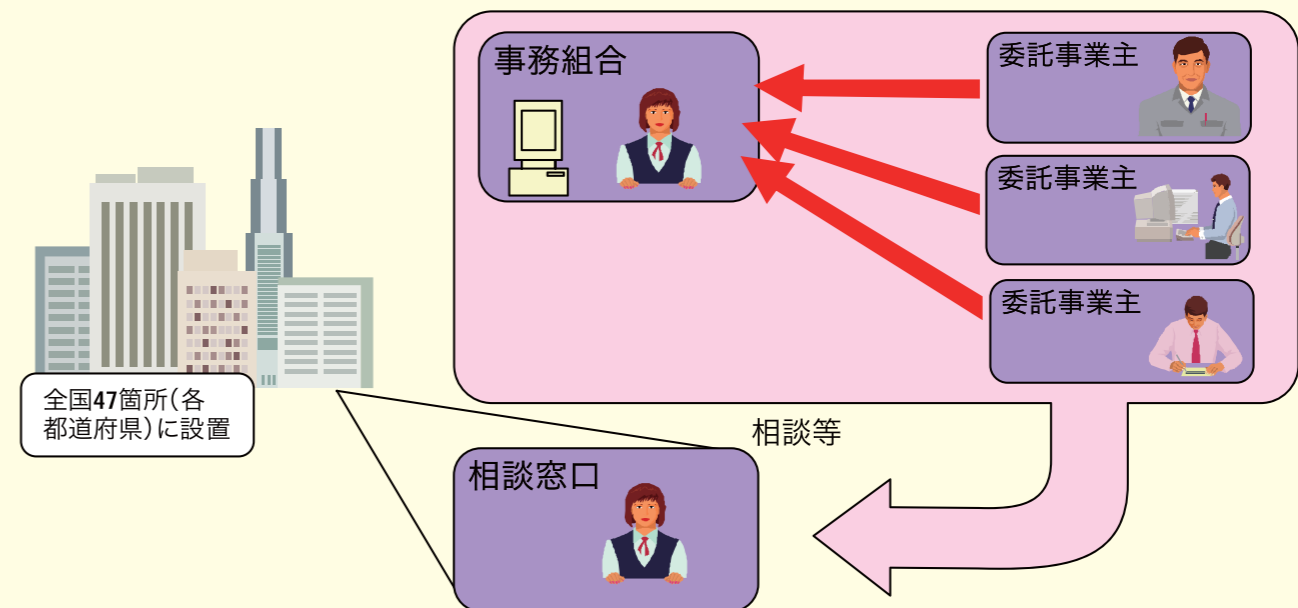 事務組合
委託事業主
委託事業主
委託事業主
全国47箇所（各
都道府県）に設置
相談等
相談窓口